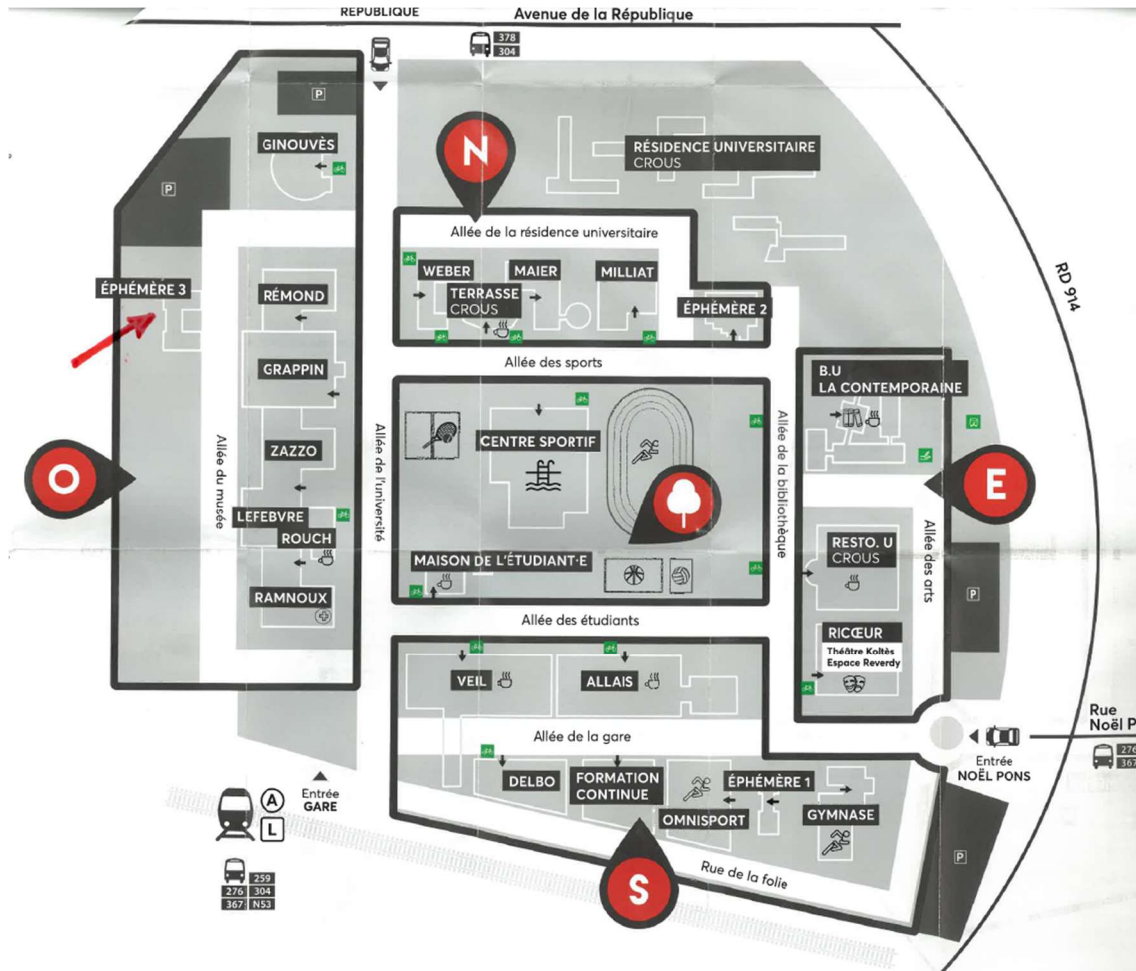 RÉPUBLIQUE
Avenue de la République
378
304
P
GINOUVÈS
N
RÉSIDENCE UNIVERSITAIRE
CROUS
P
Allée de la résidence universitaire
WEBER
MAIER
MILLIAT
TERRASSE
CROUS
ÉPHÉMÈRE 2
RD 914
ÉPHÉMÈRE 3
RÉMOND
Allée des sports
GRAPPIN
B.U
LA CONTEMPORAINE
Allée du musée
Allée de l'université
ZAZZO
CENTRE SPORTIF
Allée de la bibliothèque
O
E
LEFEBVRE
ROUCH
RESTO. U
CROUS
Allée des arts
MAISON DE L'ÉTUDIANT·E
RAMNOUX
P
Allée des étudiants
RICŒUR
Théâtre Koltès
Espace Reverdy
VEIL
ALLAIS
Allée de la gare
Rue
Noël P
276
367
Entrée
NOËL PONS
Entrée
GARE
DELBO
FORMATION
CONTINUE
ÉPHÉMÈRE 1
OMNISPORT
GYMNASE
A
L
P
Rue de la folie
S
259
276 304
367 N53